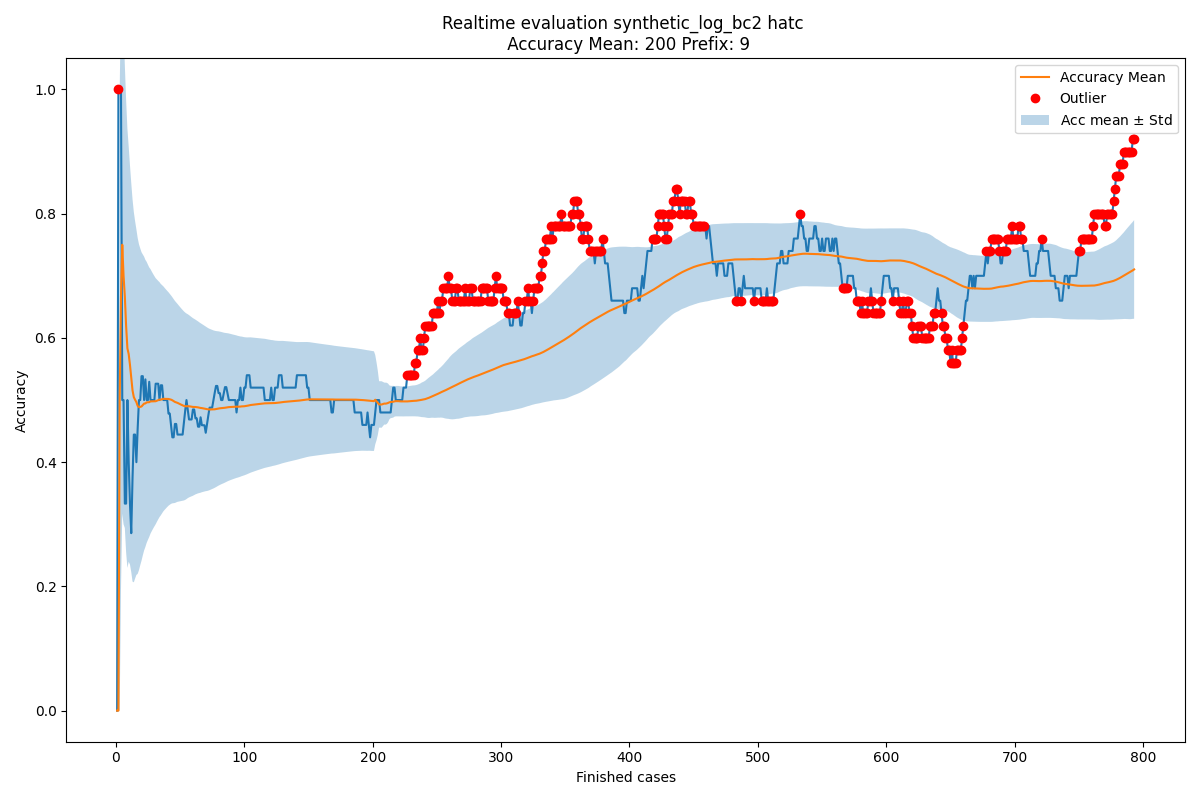 Realtime evaluation synthetic_log_bc2 hatc
Accuracy Mean: 200 Prefix: 9
Accuracy Mean
Outlier
Acc mean ± Std
1.0
0.8
0.6
0.4
0.2
0.0
Accuracy
0
100
200
300
400
500
600
700
800
Finished cases